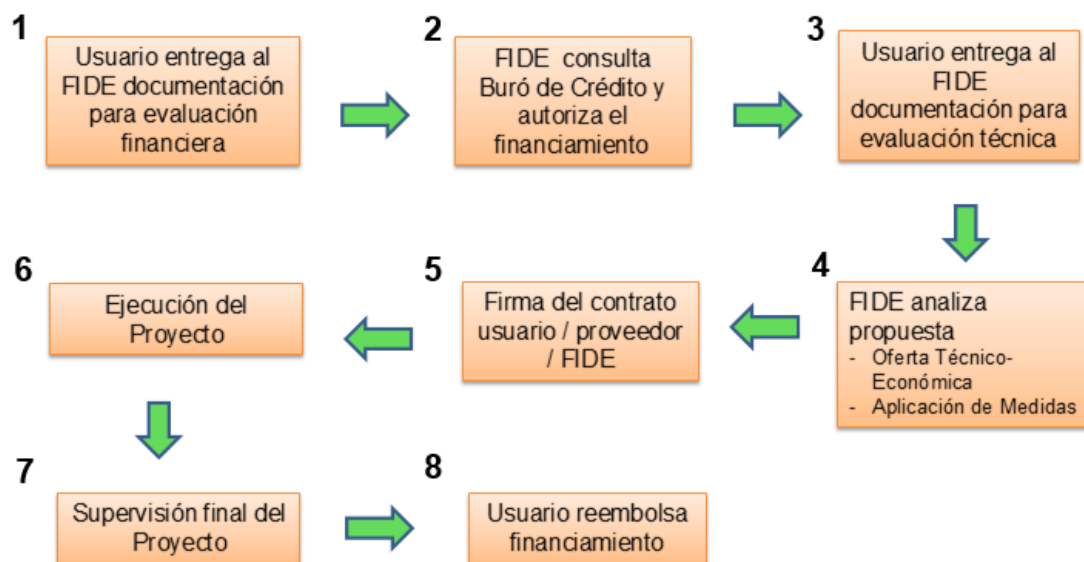 1
Usuario entrega al
FIDE documentación
para evaluación
financiera
2
FIDE consulta
Buró de Crédito y
autoriza el
financiamiento
3
Usuario entrega al
FIDE
documentación para
evaluación técnica
4
FIDE analiza
propuesta
- Oferta Técnico-
Económica
- Aplicación de Medidas
5
Firma del contrato
usuario / proveedor
/ FIDE
6
Ejecución del
Proyecto
7
Supervisión final del
Proyecto
8
Usuario reembolsa
financiamiento